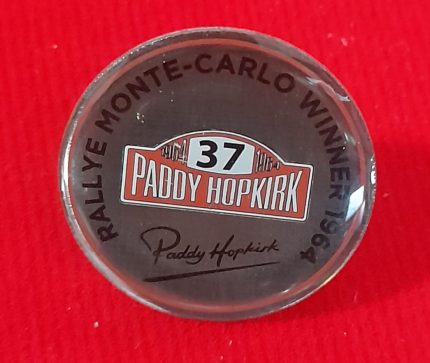 RALLYE MONTE-CARLO WINNER 1964
37
PADDY HOPKIRK
Paddy Hopkirk